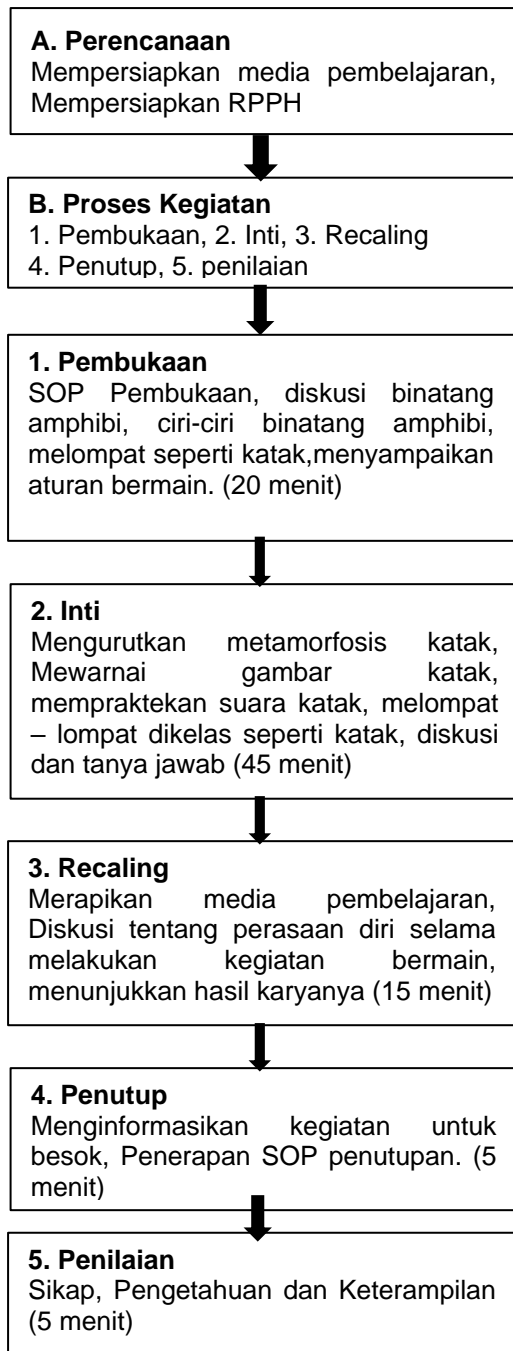 A. Perencanaan
Mempersiapkan media pembelajaran,
Mempersiapkan RPPH
B. Proses Kegiatan
1. Pembukaan, 2. Inti, 3. Recaling
4. Penutup, 5. penilaian
1. Pembukaan
SOP Pembukaan, diskusi binatang
amphibi, ciri-ciri binatang amphibi,
melompat seperti katak,menyampaikan
aturan bermain. (20 menit)
2. Inti
Mengurutkan metamorfosis katak,
Mewarnai gambar katak,
mempraktekan suara katak, melompat
– lompat dikelas seperti katak, diskusi
dan tanya jawab (45 menit)
3. Recaling
Merapikan media pembelajaran,
Diskusi tentang perasaan diri selama
melakukan kegiatan bermain,
menunjukkan hasil karyanya (15 menit)
4. Penutup
Menginformasikan kegiatan untuk
besok, Penerapan SOP penutupan. (5
menit)
5. Penilaian
Sikap, Pengetahuan dan Keterampilan
(5 menit)